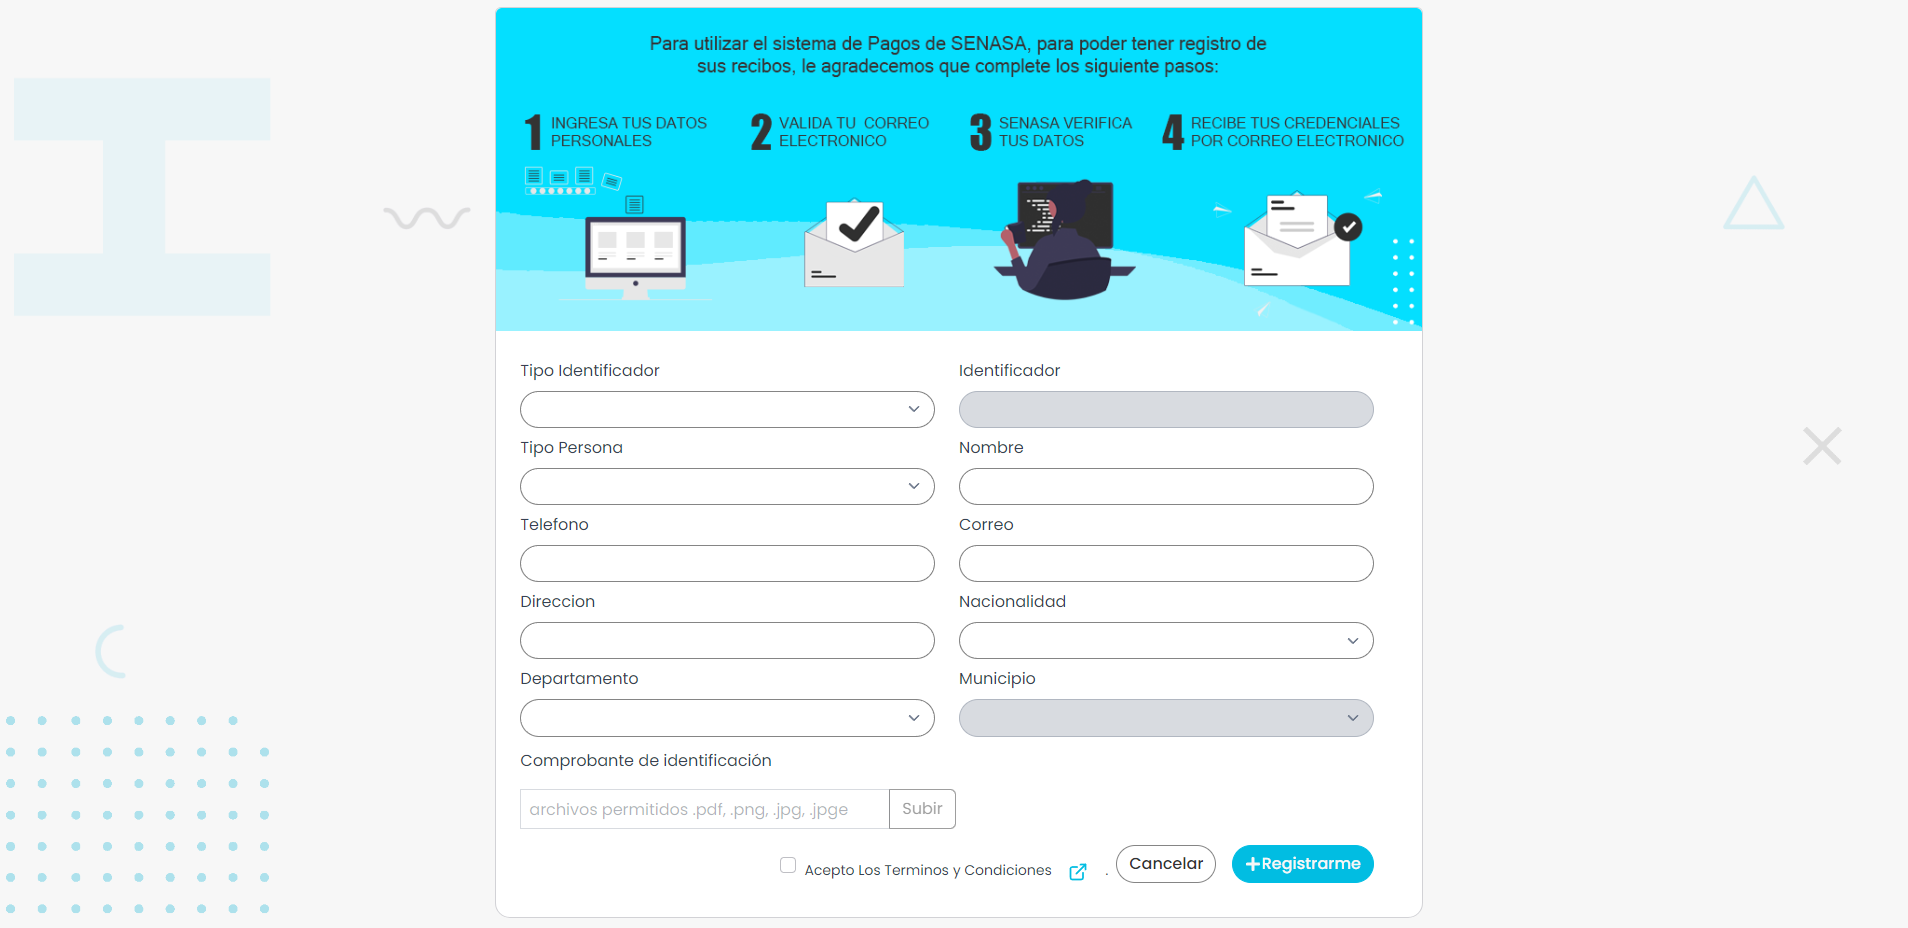 Para utilizar el sistema de Pagos de SENASA, para poder tener registro de
sus recibos, le agradecemos que complete los siguiente pasos:
1 INGRESA TUS DATOS
PERSONALES
2 VALIDA TU CORREO
ELECTRONICO
3 SENASA VERIFICA
TUS DATOS
4 RECIBE TUS CREDENCIALES
POR CORREO ELECTRONICO
Tipo Identificador
Identificador
Tipo Persona
Nombre
Telefono
Correo
Direccion
Nacionalidad
Departamento
Municipio
Comprobante de identificación
archivos permitidos .pdf, .png, .jpg, .jpge
Subir
Acepto Los Terminos y Condiciones
.
Cancelar
+Registrarme